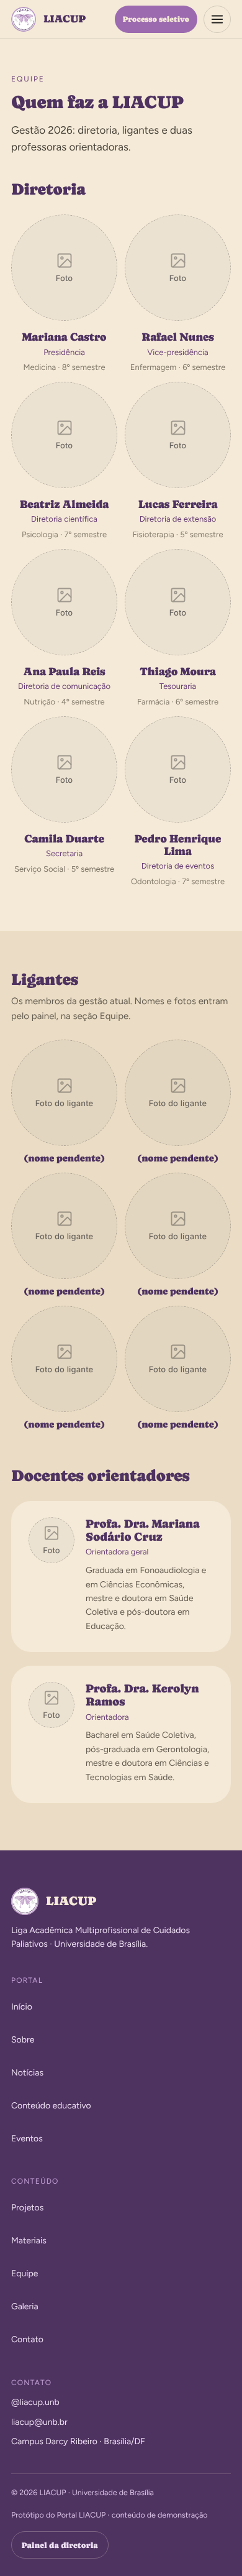 LIACUP
Processo seletivo
EQUIPE
Quem faz a LIACUP
Gestão 2026: diretoria, ligantes e duas
professoras orientadoras.
Diretoria
Foto
Foto
Mariana Castro
Rafael Nunes
Presidência
Vice-presidência
Medicina · 8º semestre
Enfermagem · 6º semestre
Foto
Foto
Beatriz Almeida
Lucas Ferreira
Diretoria científica
Diretoria de extensão
Psicologia · 7º semestre
Fisioterapia · 5º semestre
Foto
Foto
Ana Paula Reis
Thiago Moura
Diretoria de comunicação
Tesouraria
Nutrição · 4º semestre
Farmácia · 6º semestre
Foto
Foto
Camila Duarte
Pedro Henrique
Lima
Secretaria
Diretoria de eventos
Serviço Social · 5º semestre
Odontologia · 7º semestre
Ligantes
Os membros da gestão atual. Nomes e fotos entram
pelo painel, na seção Equipe.
Foto do ligante
Foto do ligante
(nome pendente)
(nome pendente)
Foto do ligante
Foto do ligante
(nome pendente)
(nome pendente)
Foto do ligante
Foto do ligante
(nome pendente)
(nome pendente)
Docentes orientadores
Foto
Profa. Dra. Mariana
Sodário Cruz
Orientadora geral
Graduada em Fonoaudiologia e
em Ciências Econômicas,
mestre e doutora em Saúde
Coletiva e pós-doutora em
Educação.
Foto
Profa. Dra. Kerolyn
Ramos
Orientadora
Bacharel em Saúde Coletiva,
pós-graduada em Gerontologia,
mestre e doutora em Ciências e
Tecnologias em Saúde.
LIACUP
Liga Acadêmica Multiprofissional de Cuidados
Paliativos · Universidade de Brasília.
PORTAL
Início
Sobre
Notícias
Conteúdo educativo
Eventos
CONTEÚDO
Projetos
Materiais
Equipe
Galeria
Contato
CONTATO
@liacup.unb
liacup@unb.br
Campus Darcy Ribeiro · Brasília/DF
© 2026 LIACUP · Universidade de Brasília
Protótipo do Portal LIACUP · conteúdo de demonstração
Painel da diretoria